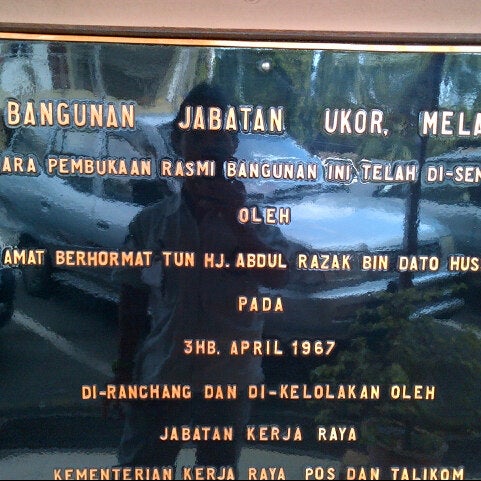 BANGUNAN JABATAN UKOR, MELA
ARA PEMBUKAAN RASMI BANGUNAN INI TELAH DI-SEN
OLEH
AMAT BERHORMAT TUN HJ. ABDUL RAZAK BIN DATO HUS
PADA
3HB. APRIL 1967
DI-RANCHANG DAN DI-KELOLAKAN OLEH
JABATAN KERJA RAYA
KEMENTERIAN KERJA RAYA POS DAN TALIKOM